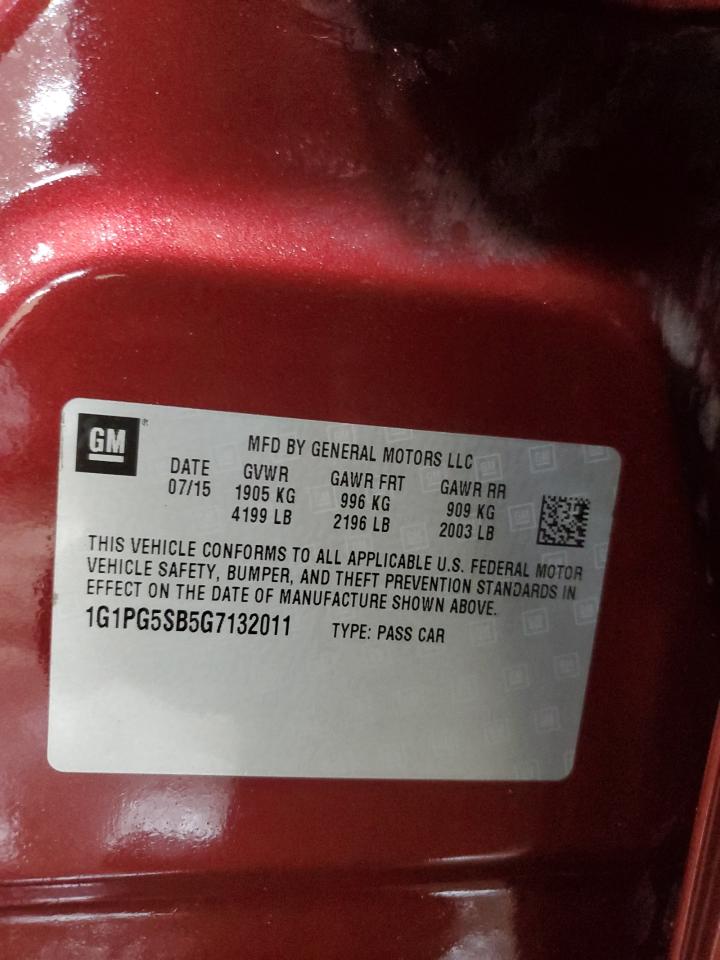 GM
MFD BY GENERAL MOTORS LLC
DATE GVWR GAWR FRT GAWR RR
07/15 1905 KG 996 KG 909 KG
4199 LB 2196 LB 2003 LB
THIS VEHICLE CONFORMS TO ALL APPLICABLE U.S. FEDERAL MOTOR
VEHICLE SAFETY, BUMPER, AND THEFT PREVENTION STANDARDS IN
EFFECT ON THE DATE OF MANUFACTURE SHOWN ABOVE.
1G1PG5SB5G7132011 TYPE: PASS CAR